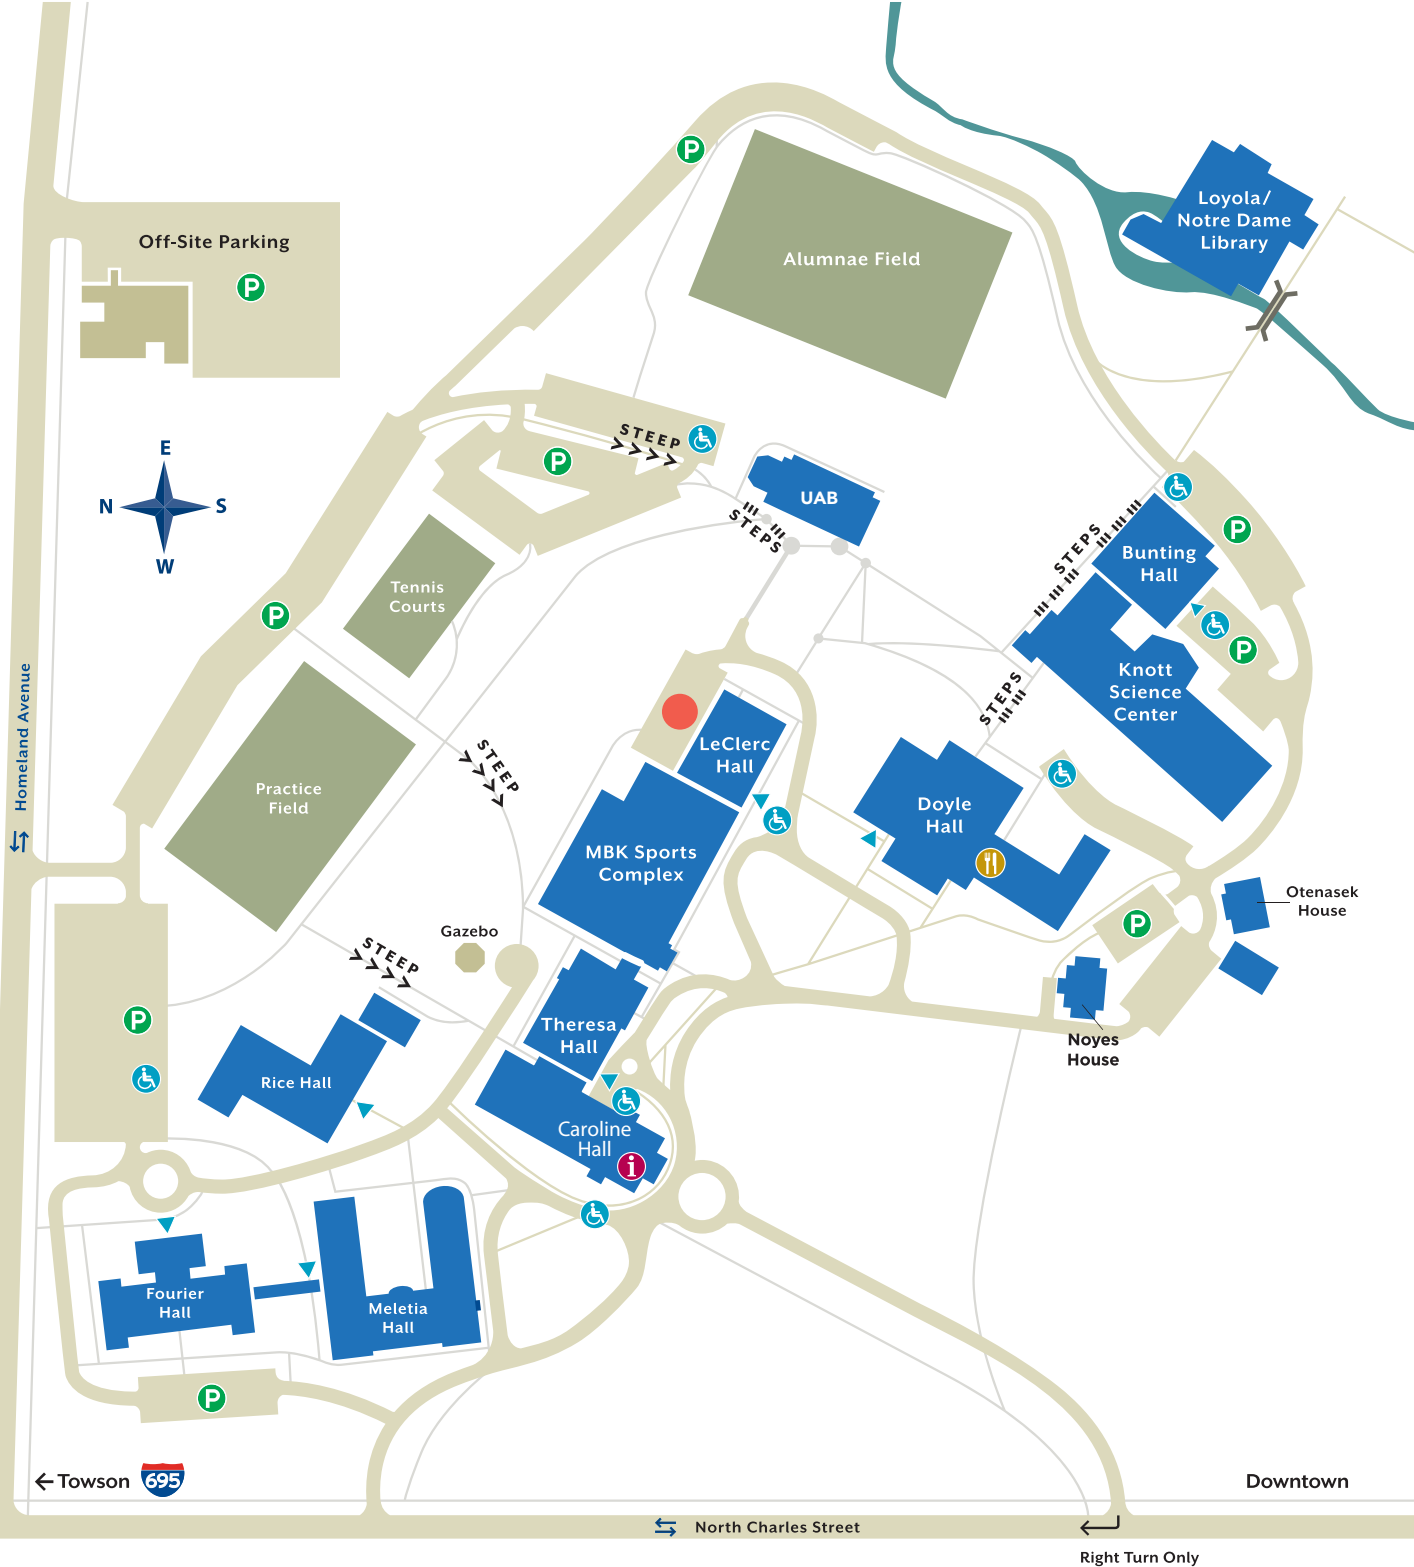 Loyola/
Notre Dame
Library
P
Off-Site Parking
P
Alumnae Field
STEEP
P
E
N
S
W
UAB
STEPS
STEPS
P
Bunting
Hall
Tennis
Courts
P
P
Knott
Science
Center
STEPS
Homeland Avenue
LeClerc
Hall
STEEP
Practice
Field
Doyle
Hall
MBK Sports
Complex
Otenasek
House
P
Gazebo
STEEP
P
Theresa
Hall
Noyes
House
Rice Hall
Caroline
Hall
i
Fourier
Hall
Meletia
Hall
P
Towson
695
Downtown
North Charles Street
Right Turn Only